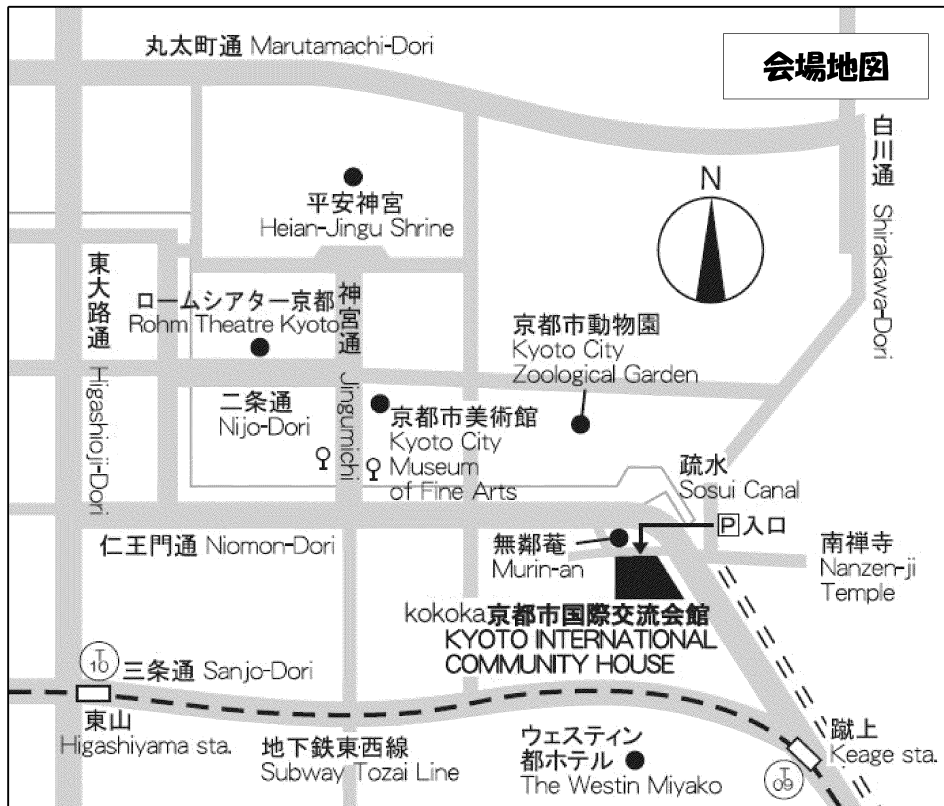 丸太町通 Marutamachi-Dori
会場地図
白川通 Shirakawa-Dori
N
平安神宮
Heian-Jingu Shrine
東大路通 Higashioji-Dori
ロームシアター京都
Rohm Theatre Kyoto
神宮通 Jingumichi
京都市動物園
Kyoto City
Zoological Garden
二条通
Nijo-Dori
京都市美術館
Kyoto City
Museum
of Fine Arts
疏水
Sosui Canal
P入口
仁王門通 Niomon-Dori
無鄰菴
Murin-an
南禅寺
Nanzen-ji
Temple
kokoka京都市国際交流会館
KYOTO INTERNATIONAL
COMMUNITY HOUSE
T
10
三条通 Sanjo-Dori
東山
Higashiyama sta.
地下鉄東西線
Subway Tozai Line
ウェスティン
都ホテル
The Westin Miyako
蹴上
Keage sta.
T
09